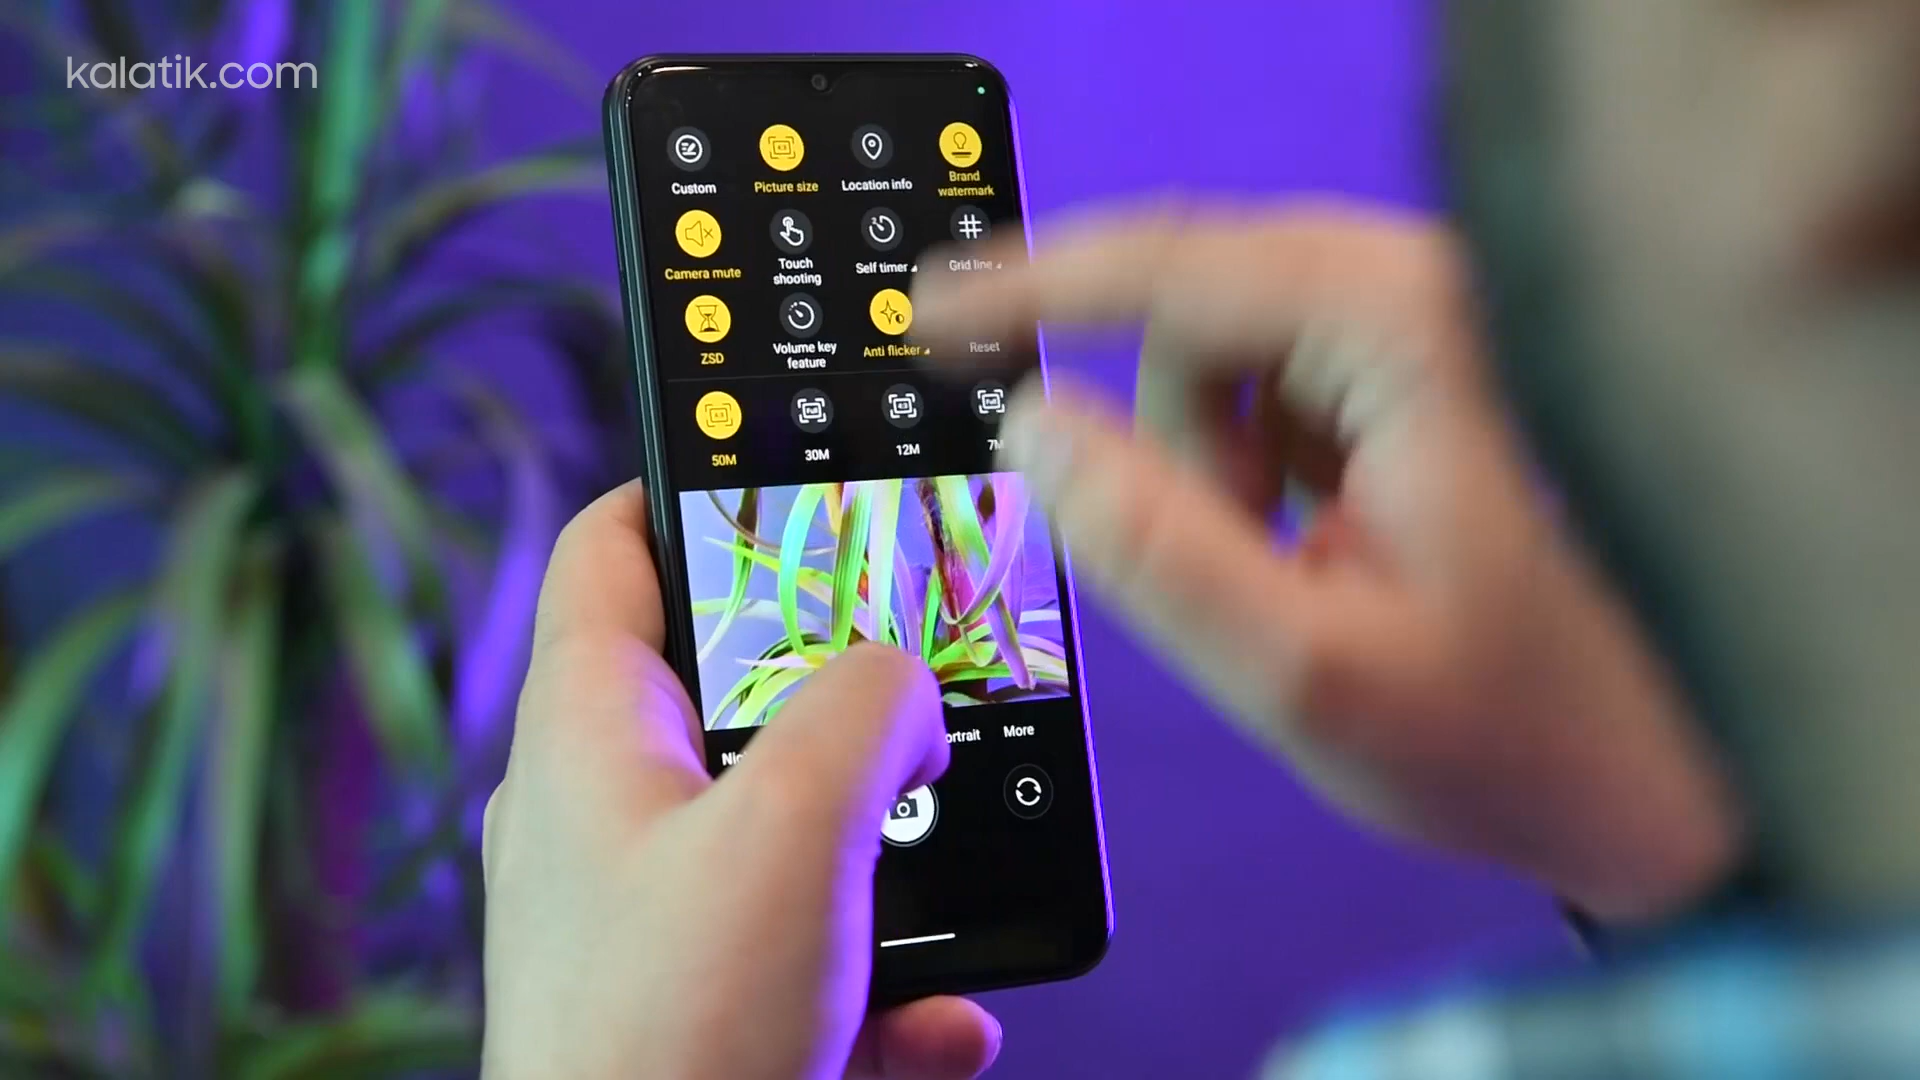 kalatik.com
Custom
Picture size
Location info
Brand
watermark
Camera mute
Touch
shooting
Self timer
Grid line
ZSD
Volume key
feature
Anti flicker
Reset
50M
30M
12M
7M
More